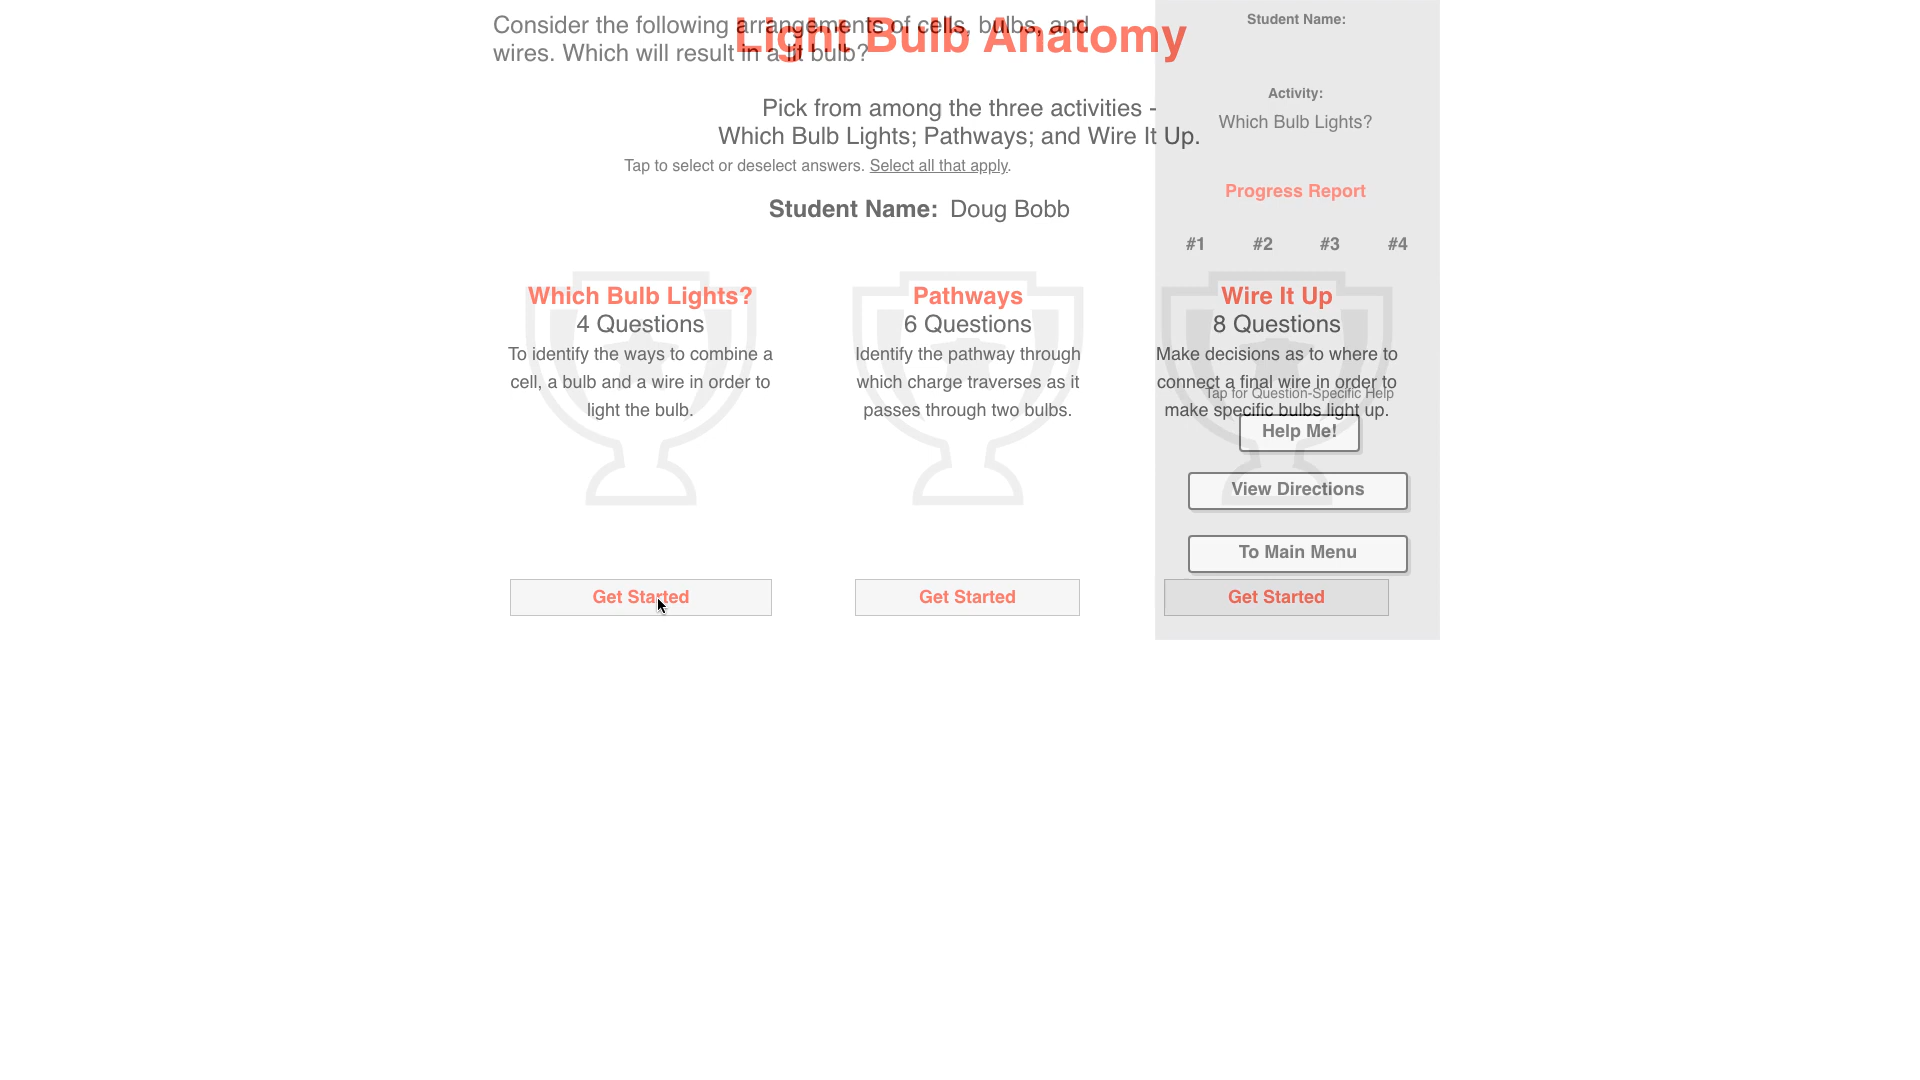 Consider the following arrangements of cells, bulbs, and
wires. Which will result in a lit bulb?
Light Bulb Anatomy
Pick from among the three activities -
Which Bulb Lights; Pathways; and Wire It Up.
Tap to select or deselect answers. Select all that apply.
Student Name: Doug Bobb
Which Bulb Lights?
4 Questions
To identify the ways to combine a
cell, a bulb and a wire in order to
light the bulb.
Get Started
Pathways
6 Questions
Identify the pathway through
which charge traverses as it
passes through two bulbs.
Get Started
Wire It Up
8 Questions
Make decisions as to where to
connect a final wire in order to
make specific bulbs light up.
Get Started
Student Name:
Activity:
Which Bulb Lights?
Progress Report
#1 #2 #3 #4
Tap for Question-Specific Help
Help Me!
View Directions
To Main Menu